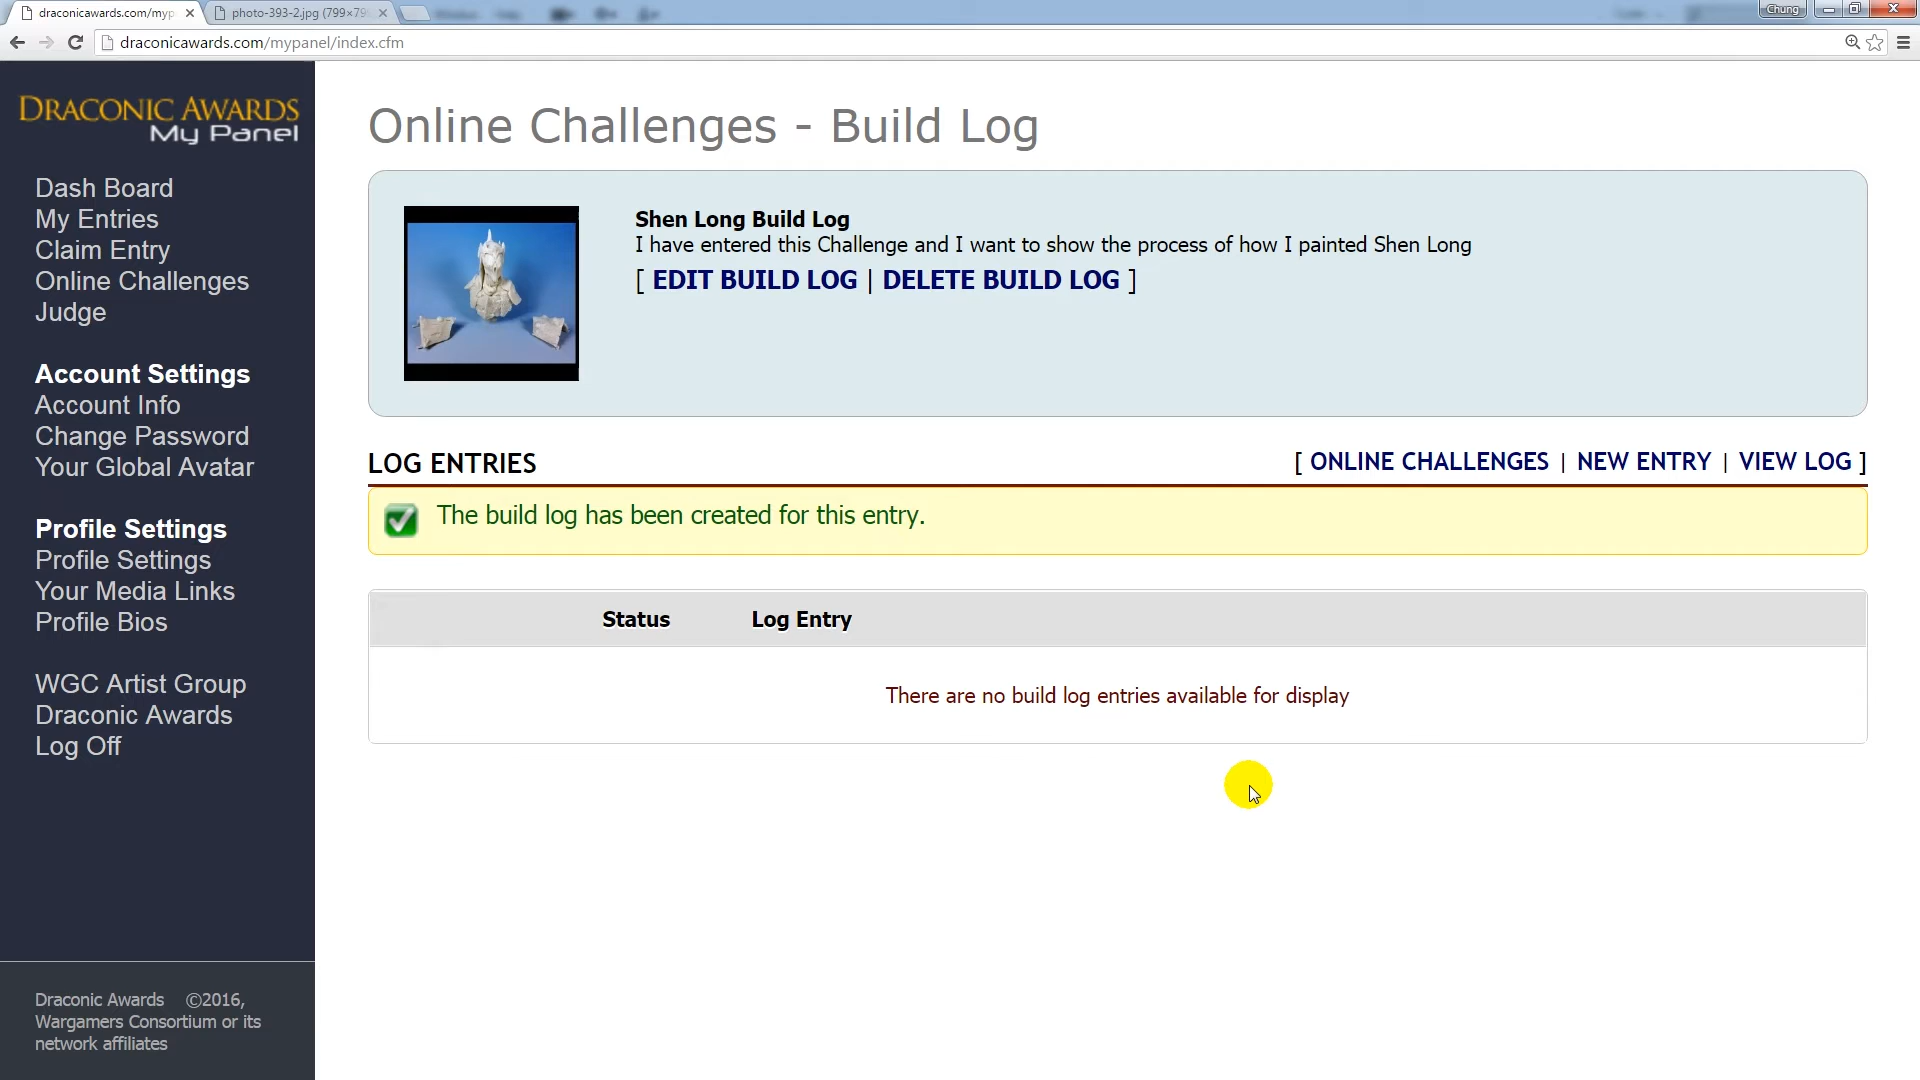 draconicawards.com/myp
photo-393-2.jpg (799×79
Chung
draconicawards.com/mypanel/index.cfm
DRACONIC AWARDS
My Panel
Dash Board
My Entries
Claim Entry
Online Challenges
Judge
Account Settings
Account Info
Change Password
Your Global Avatar
Profile Settings
Profile Settings
Your Media Links
Profile Bios
WGC Artist Group
Draconic Awards
Log Off
Draconic Awards ©2016,
Wargamers Consortium or its
network affiliates
Online Challenges - Build Log
Shen Long Build Log
I have entered this Challenge and I want to show the process of how I painted Shen Long
[ EDIT BUILD LOG | DELETE BUILD LOG ]
LOG ENTRIES [ ONLINE CHALLENGES | NEW ENTRY | VIEW LOG ]
The build log has been created for this entry.
Status Log Entry
There are no build log entries available for display